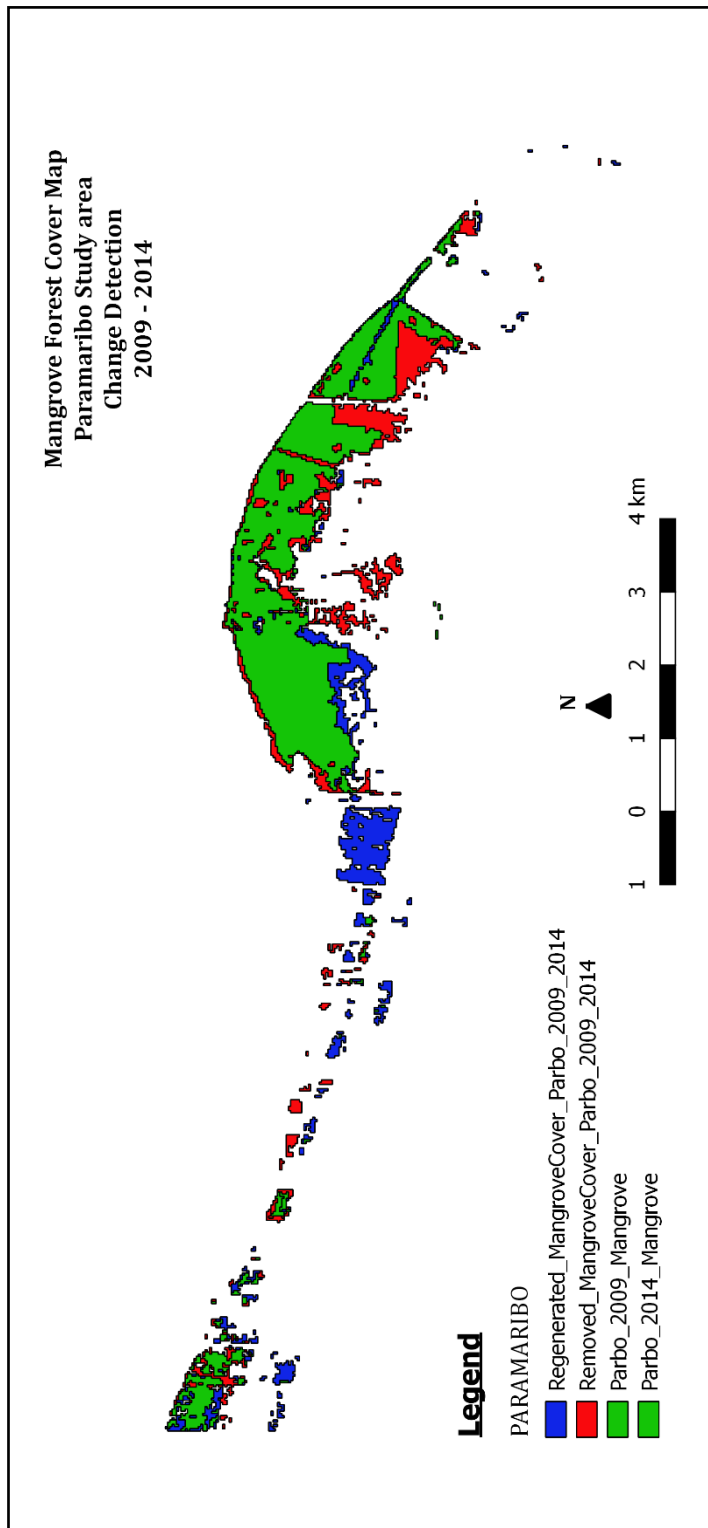 Mangrove Forest Cover Map
Paramaribo Study area
Change Detection
2009 - 2014
N
1 0 1 2 3 4 km
Legend
PARAMARIBO
Regenerated_MangroveCover_Parbo_2009_2014
Removed_MangroveCover_Parbo_2009_2014
Parbo_2009_Mangrove
Parbo_2014_Mangrove